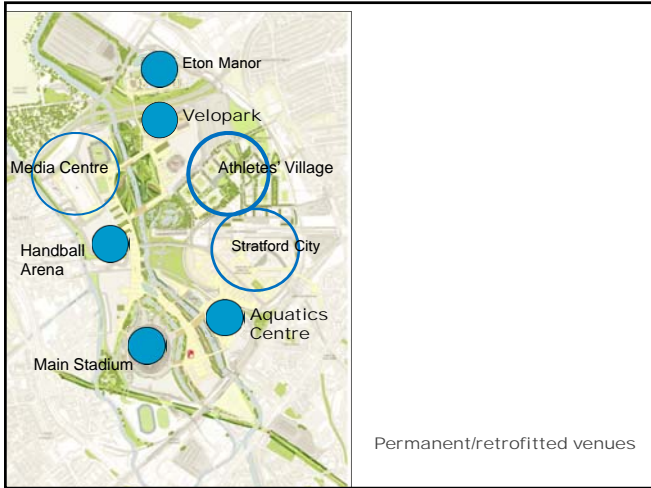 Eton Manor
Velopark
Media Centre
Athletes' Village
Handball
Arena
Stratford City
Aquatics
Centre
Main Stadium
Permanent/retrofitted venues